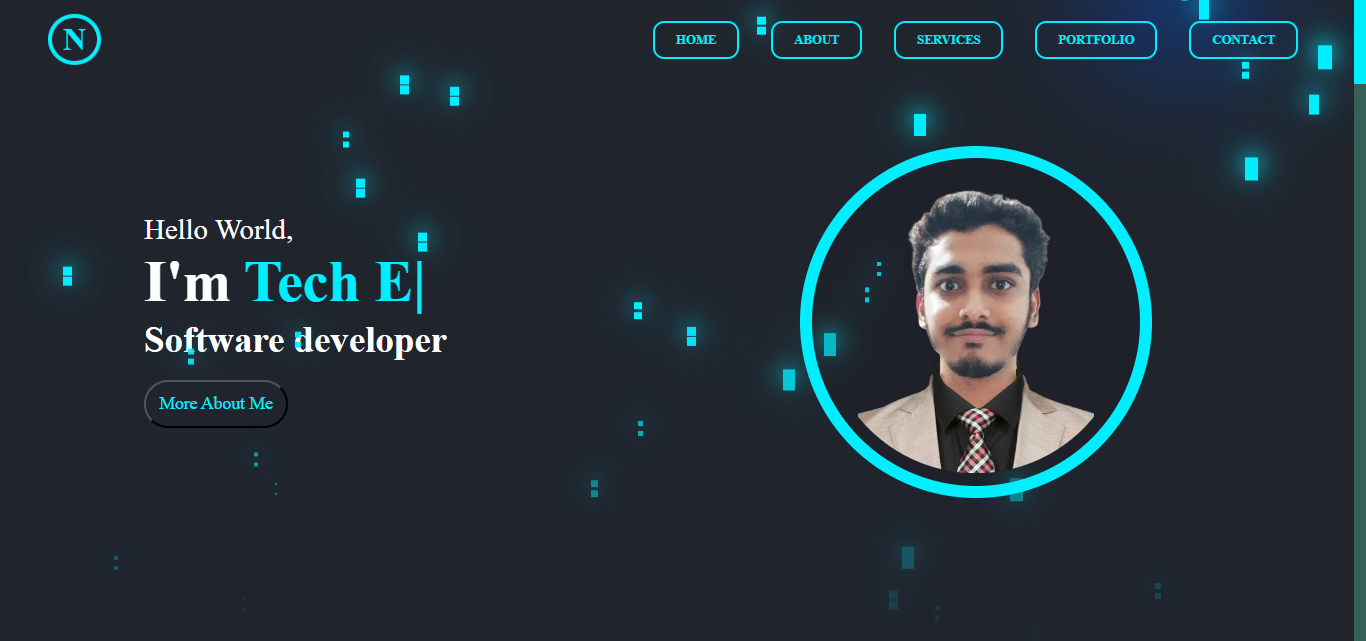 N
HOME ABOUT SERVICES PORTFOLIO CONTACT
Hello World,
I'm Tech E|
Software developer
More About Me